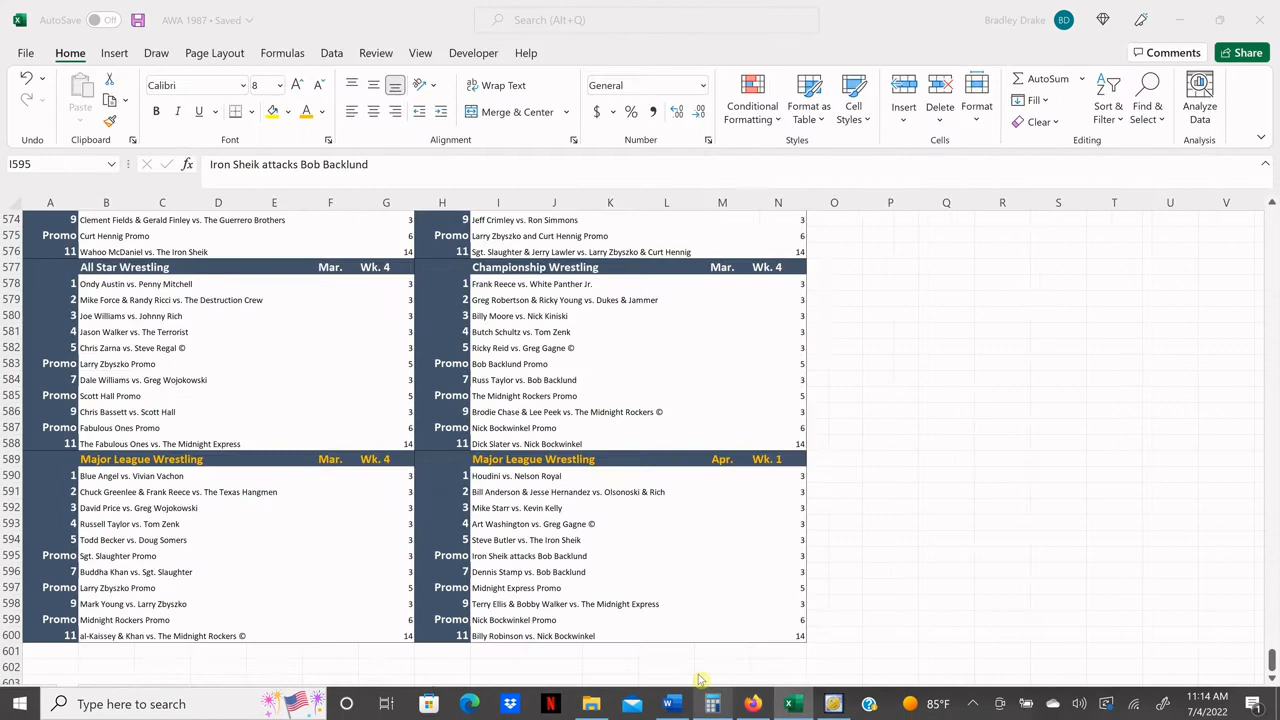 AutoSave Off AWA 1987 • Saved Search (Alt+Q) Bradley Drake BD
File Home Insert Draw Page Layout Formulas Data Review View Developer Help Comments Share
Calibri 8 Wrap Text General AutoSum
Paste B I U Merge & Center $ % Conditional Formatting Format as Table Cell Styles Insert Delete Format Fill Clear Sort & Filter Find & Select Analyze Data
Undo Clipboard Font Alignment Number Styles Cells Editing Analysis
I595 fx Iron Sheik attacks Bob Backlund
A B C D E F G H I J K L M N O P Q R S T U V
574 9 Clement Fields & Gerald Finley vs. The Guerrero Brothers 3 9 Jeff Crimley vs. Ron Simmons 3
575 Promo Curt Hennig Promo 6 Promo Larry Zbyszko and Curt Hennig Promo 6
576 11 Wahoo McDaniel vs. The Iron Sheik 14 11 Sgt. Slaughter & Jerry Lawler vs. Larry Zbyszko & Curt Hennig 14
577 All Star Wrestling Mar. Wk. 4 Championship Wrestling Mar. Wk. 4
578 1 Ondy Austin vs. Penny Mitchell 3 1 Frank Reece vs. White Panther Jr. 3
579 2 Mike Force & Randy Ricci vs. The Destruction Crew 3 2 Greg Robertson & Ricky Young vs. Dukes & Jammer 3
580 3 Joe Williams vs. Johnny Rich 3 3 Billy Moore vs. Nick Kiniski 3
581 4 Jason Walker vs. The Terrorist 3 4 Butch Schultz vs. Tom Zenk 3
582 5 Chris Zarna vs. Steve Regal © 3 5 Ricky Reid vs. Greg Gagne © 3
583 Promo Larry Zbyszko Promo 5 Promo Bob Backlund Promo 5
584 7 Dale Williams vs. Greg Wojokowski 3 7 Russ Taylor vs. Bob Backlund 3
585 Promo Scott Hall Promo 5 Promo The Midnight Rockers Promo 5
586 9 Chris Bassett vs. Scott Hall 3 9 Brodie Chase & Lee Peek vs. The Midnight Rockers © 3
587 Promo Fabulous Ones Promo 6 Promo Nick Bockwinkel Promo 6
588 11 The Fabulous Ones vs. The Midnight Express 14 11 Dick Slater vs. Nick Bockwinkel 14
589 Major League Wrestling Mar. Wk. 4 Major League Wrestling Apr. Wk. 1
590 1 Blue Angel vs. Vivian Vachon 3 1 Houdini vs. Nelson Royal 3
591 2 Chuck Greenlee & Frank Reece vs. The Texas Hangmen 3 2 Bill Anderson & Jesse Hernandez vs. Olsonoski & Rich 3
592 3 David Price vs. Greg Wojokowski 3 3 Mike Starr vs. Kevin Kelly 3
593 4 Russell Taylor vs. Tom Zenk 3 4 Art Washington vs. Greg Gagne © 3
594 5 Todd Becker vs. Doug Somers 3 5 Steve Butler vs. The Iron Sheik 3
595 Promo Sgt. Slaughter Promo 3 Promo Iron Sheik attacks Bob Backlund 3
596 7 Buddha Khan vs. Sgt. Slaughter 3 7 Dennis Stamp vs. Bob Backlund 3
597 Promo Larry Zbyszko Promo 5 Promo Midnight Express Promo 5
598 9 Mark Young vs. Larry Zbyszko 3 9 Terry Ellis & Bobby Walker vs. The Midnight Express 3
599 Promo Midnight Rockers Promo 6 Promo Nick Bockwinkel Promo 6
600 11 al-Kaissey & Khan vs. The Midnight Rockers © 14 11 Billy Robinson vs. Nick Bockwinkel 14
601
602
603
Type here to search 85°F 11:14 AM
7/4/2022